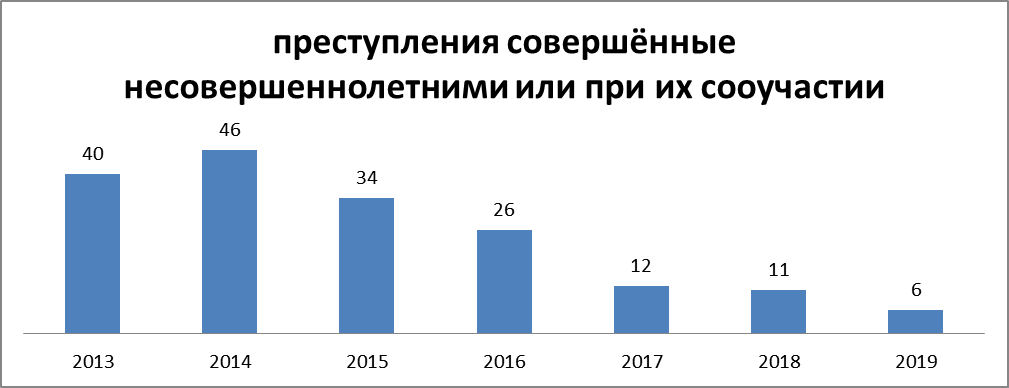 преступления совершённые
несовершеннолетними или при их сооучастии
46
40
34
26
12
11
6
2013 2014 2015 2016 2017 2018 2019